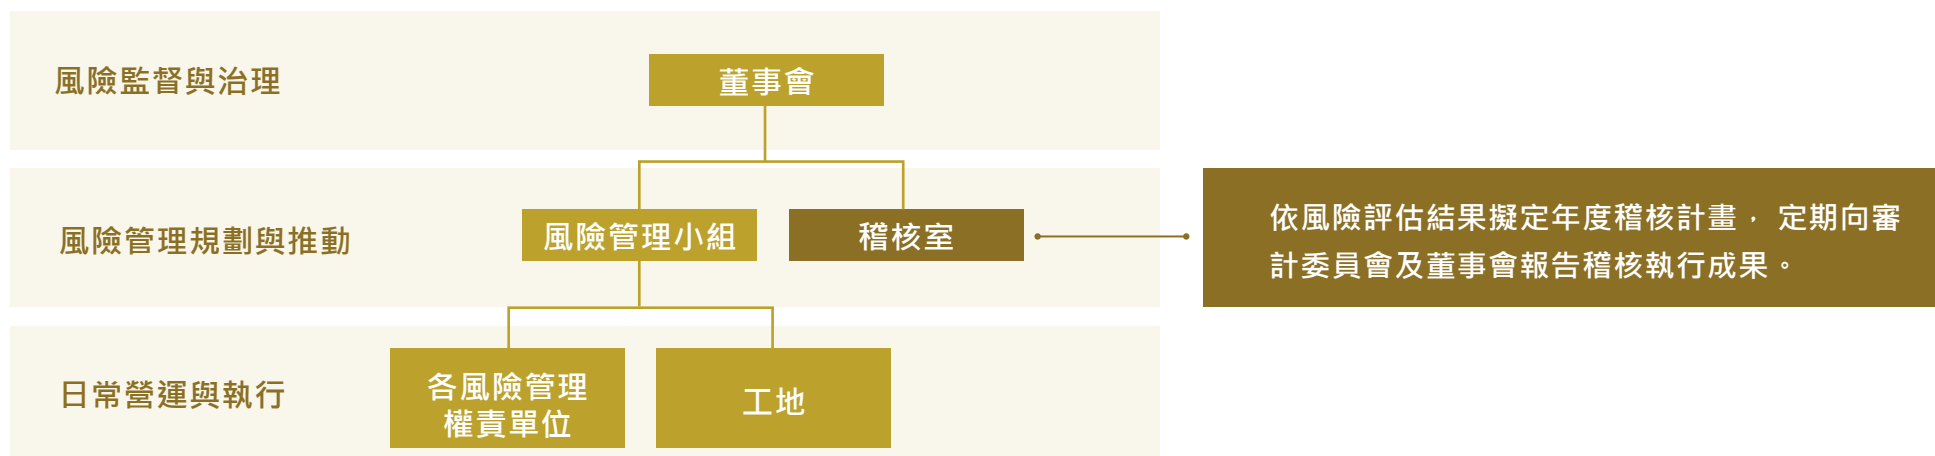 風險監督與治理
董事會
風險管理規劃與推動
風險管理小組
稽核室
依風險評估結果擬定年度稽核計畫， 定期向審
計委員會及董事會報告稽核執行成果。
日常營運與執行
各風險管理
權責單位
工地